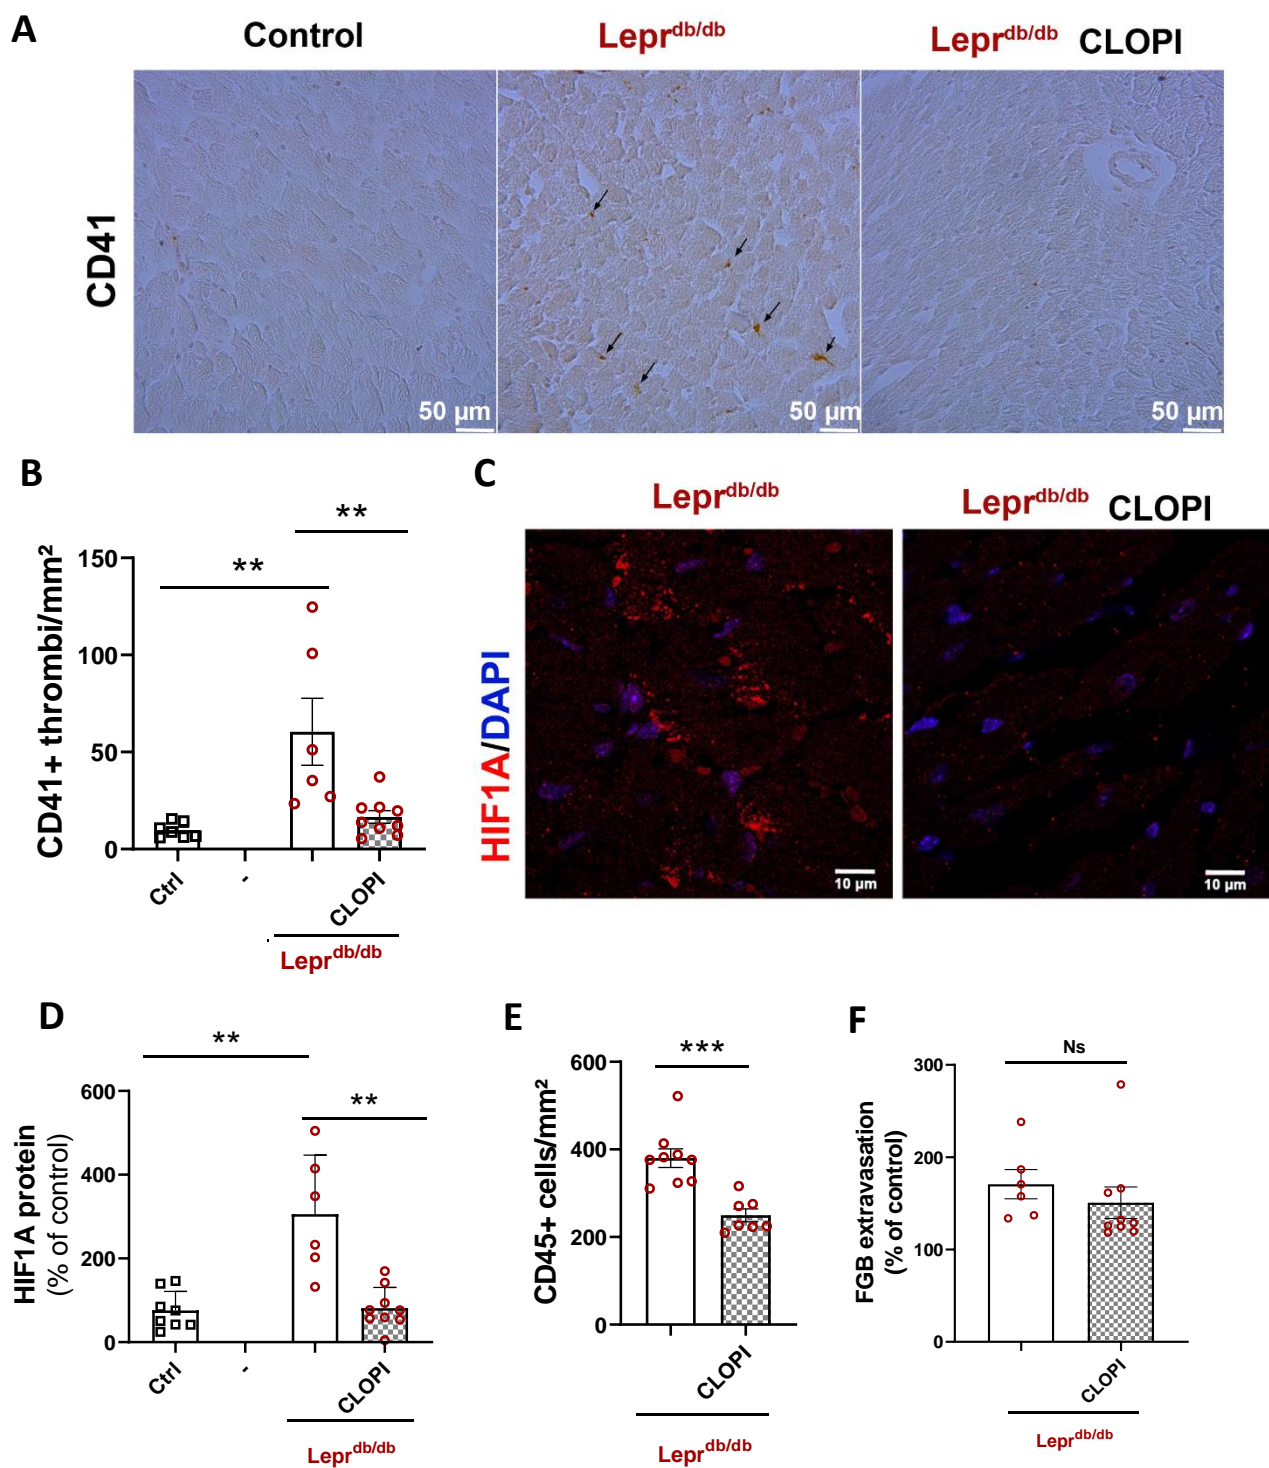 A
Control
Lepr^db/db
Lepr^db/db CLOPI
CD41
50 µm
50 µm
50 µm
B
CD41+ thrombi/mm²
150
100
50
0
**
**
Ctrl
-
CLOPI
Lepr^db/db
C
Lepr^db/db
Lepr^db/db CLOPI
HIF1A/DAPI
10 µm
10 µm
D
HIF1A protein
(% of control)
600
400
200
0
**
**
Ctrl
-
CLOPI
Lepr^db/db
E
CD45+ cells/mm²
600
400
200
0
***
CLOPI
Lepr^db/db
F
FGB extravasation
(% of control)
300
200
100
0
Ns
CLOPI
Lepr^db/db